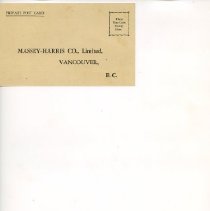 PRIVATE POST CARD
Place
One Cent
Stamp
Here
MASSEY-HARRIS CO., Limited,
VANCOUVER,
B. C.